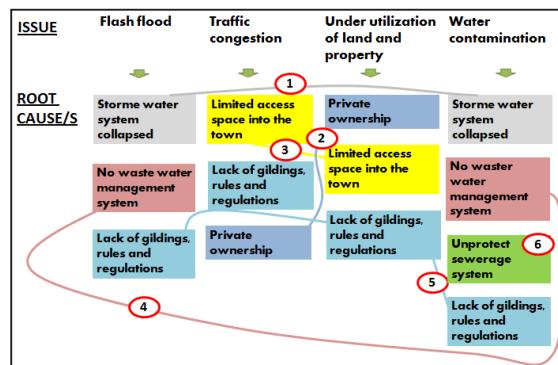 ISSUE
Flash flood
Traffic
congestion
Under utilization
of land and
property
Water
contamination
ROOT
CAUSE/S
1
Storme water
system
collapsed
No waste water
management
system
Lack of gildings,
rules and
regulations
4
Limited access
space into the
town
3
Lack of gildings,
rules and
regulations
Private
ownership
2
Private
ownership
Limited access
space into the
town
Lack of gildings,
rules and
regulations
5
Storme water
system
collapsed
No waster
water
management
system
Unprotect
sewerage
system
6
Lack of gildings,
rules and
regulations